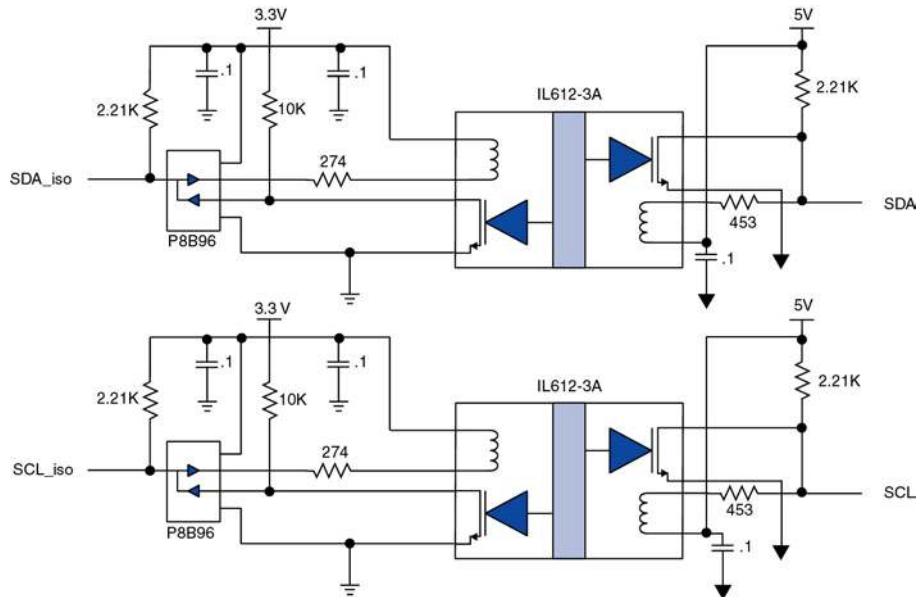 3.3V
5V
.1
.1
2.21K
10K
IL612-3A
2.21K
274
SDA_iso
SDA
453
P8B96
.1
3.3 V
5V
.1
.1
2.21K
10K
IL612-3A
2.21K
274
SCL_iso
SCL
453
P8B96
.1